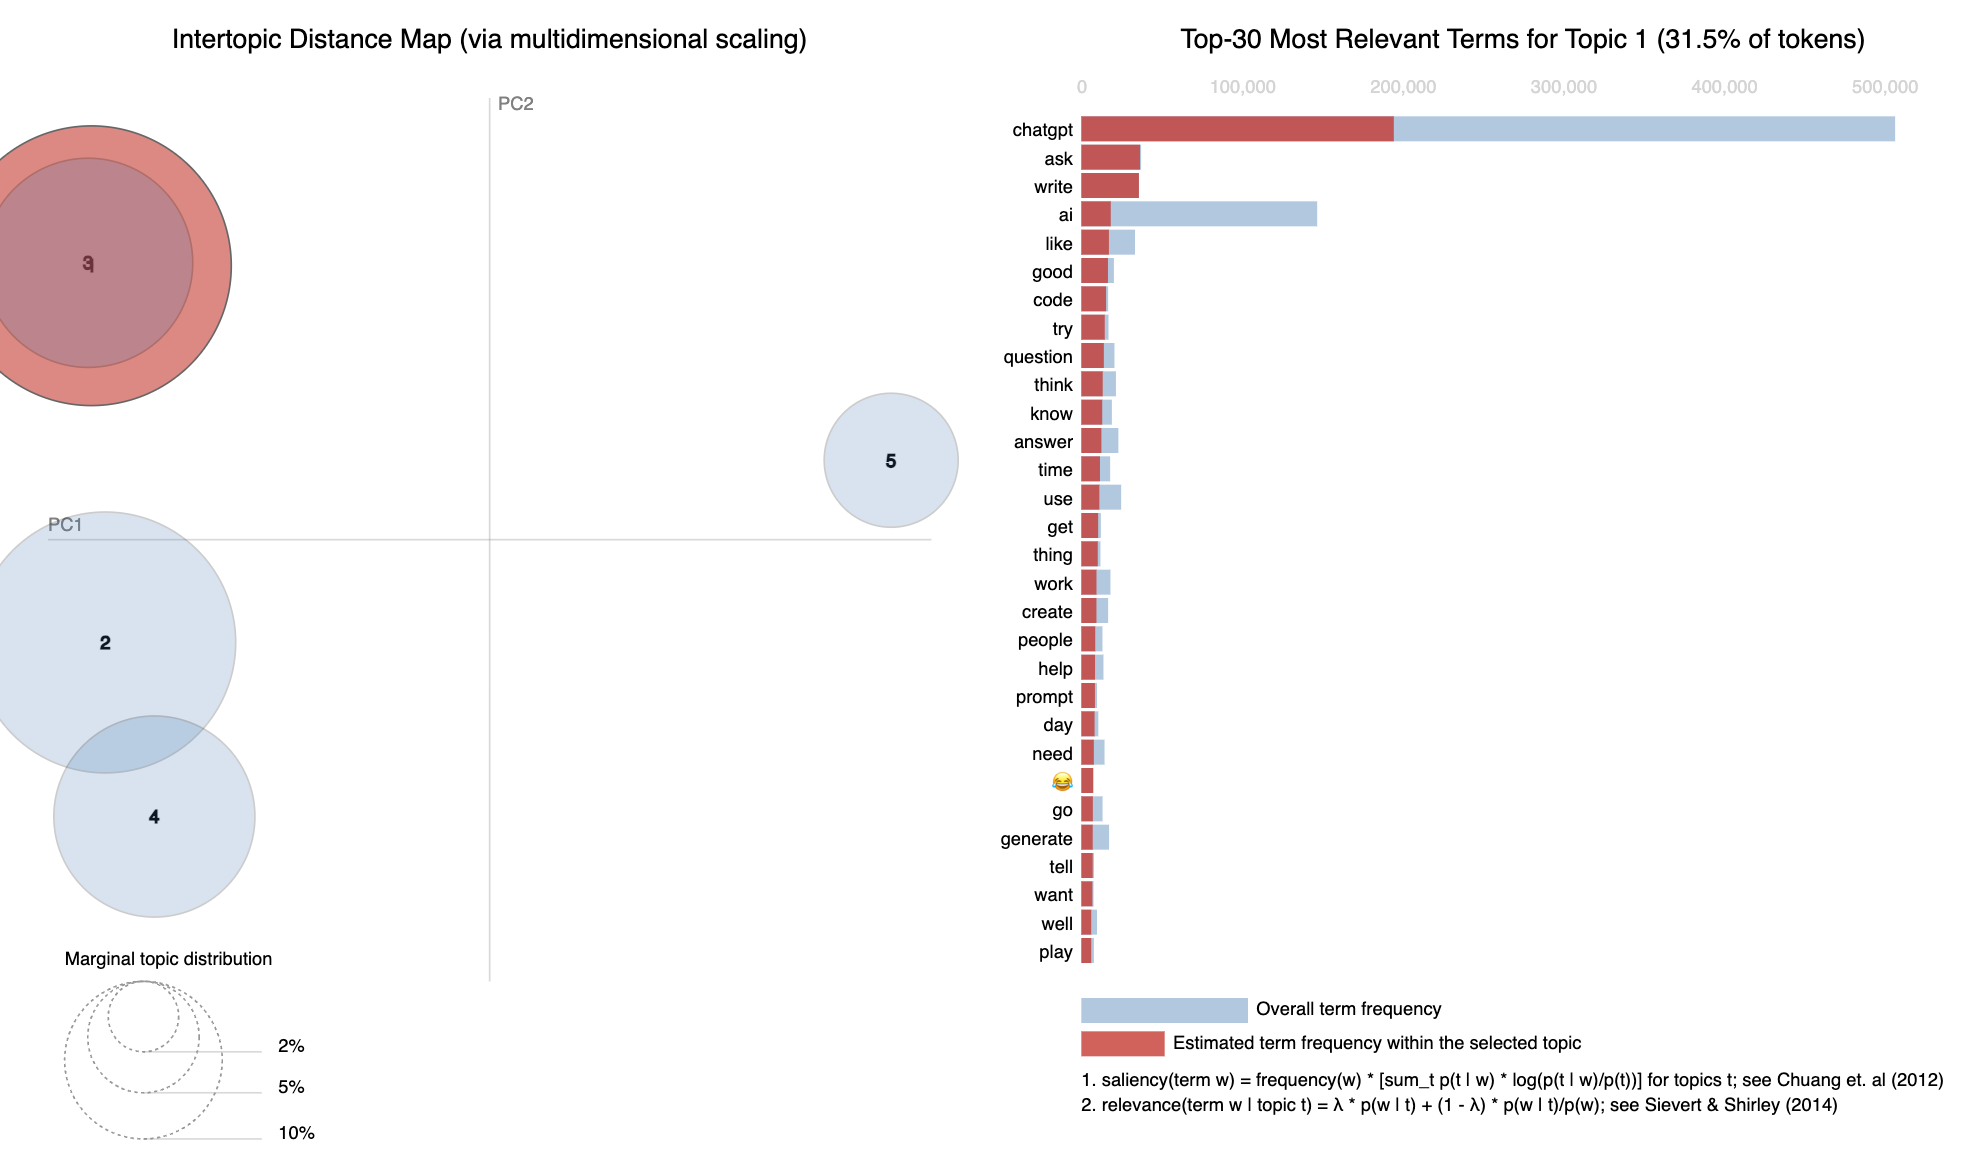 Intertopic Distance Map (via multidimensional scaling)
PC2
PC1
3
5
2
4
Marginal topic distribution
2%
5%
10%
Top-30 Most Relevant Terms for Topic 1 (31.5% of tokens)
0 100,000 200,000 300,000 400,000 500,000
chatgpt
ask
write
ai
like
good
code
try
question
think
know
answer
time
use
get
thing
work
create
people
help
prompt
day
need
😂
go
generate
tell
want
well
play
Overall term frequency
Estimated term frequency within the selected topic
1. saliency(term w) = frequency(w) * [sum_t p(t | w) * log(p(t | w)/p(t))] for topics t; see Chuang et. al (2012)
2. relevance(term w | topic t) = λ * p(w | t) + (1 - λ) * p(w | t)/p(w); see Sievert & Shirley (2014)